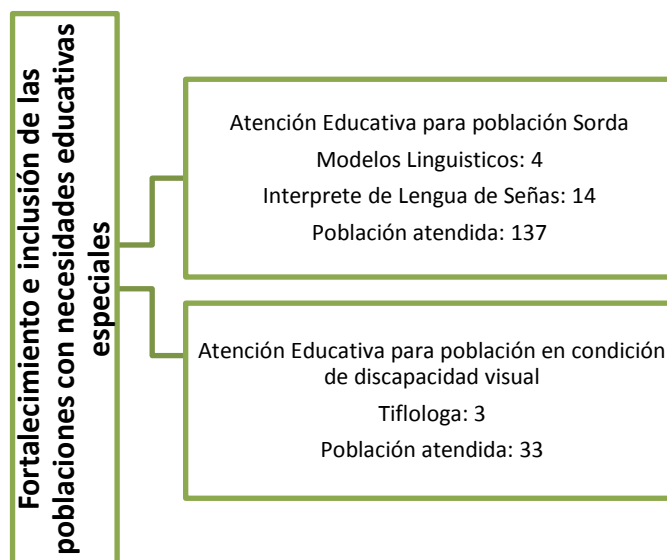 Fortalecimiento e inclusión de las
poblaciones con necesidades educativas
especiales
Atención Educativa para población Sorda
Modelos Linguisticos: 4
Interprete de Lengua de Señas: 14
Población atendida: 137
Atención Educativa para población en condición
de discapacidad visual
Tiflologa: 3
Población atendida: 33